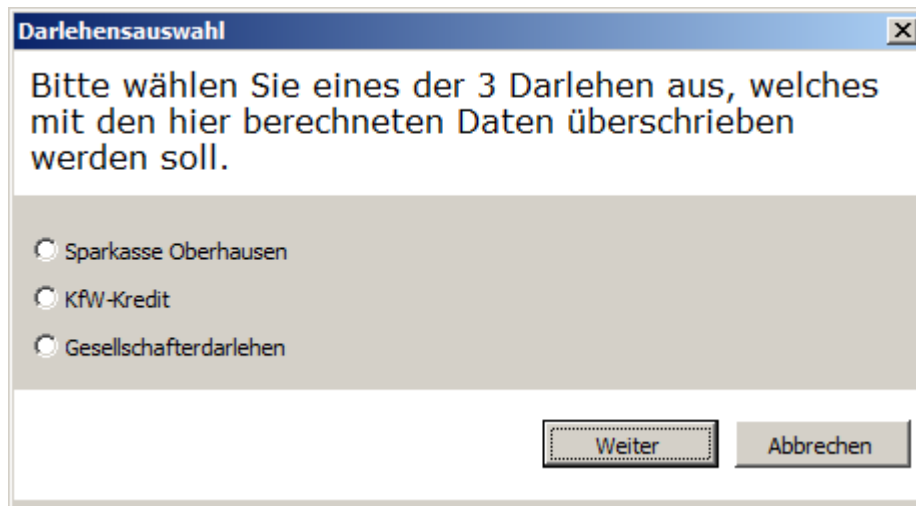 Darlehensauswahl
Bitte wählen Sie eines der 3 Darlehen aus, welches
mit den hier berechneten Daten überschrieben
werden soll.
Sparkasse Oberhausen
KfW-Kredit
Gesellschafterdarlehen
Weiter
Abbrechen